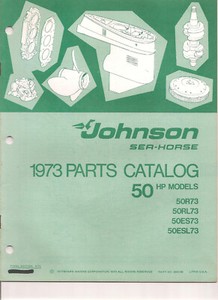 Johnson
SEA-HORSE
1973 PARTS CATALOG
50 HP MODELS
50R73
50RL73
50ES73
50ESL73